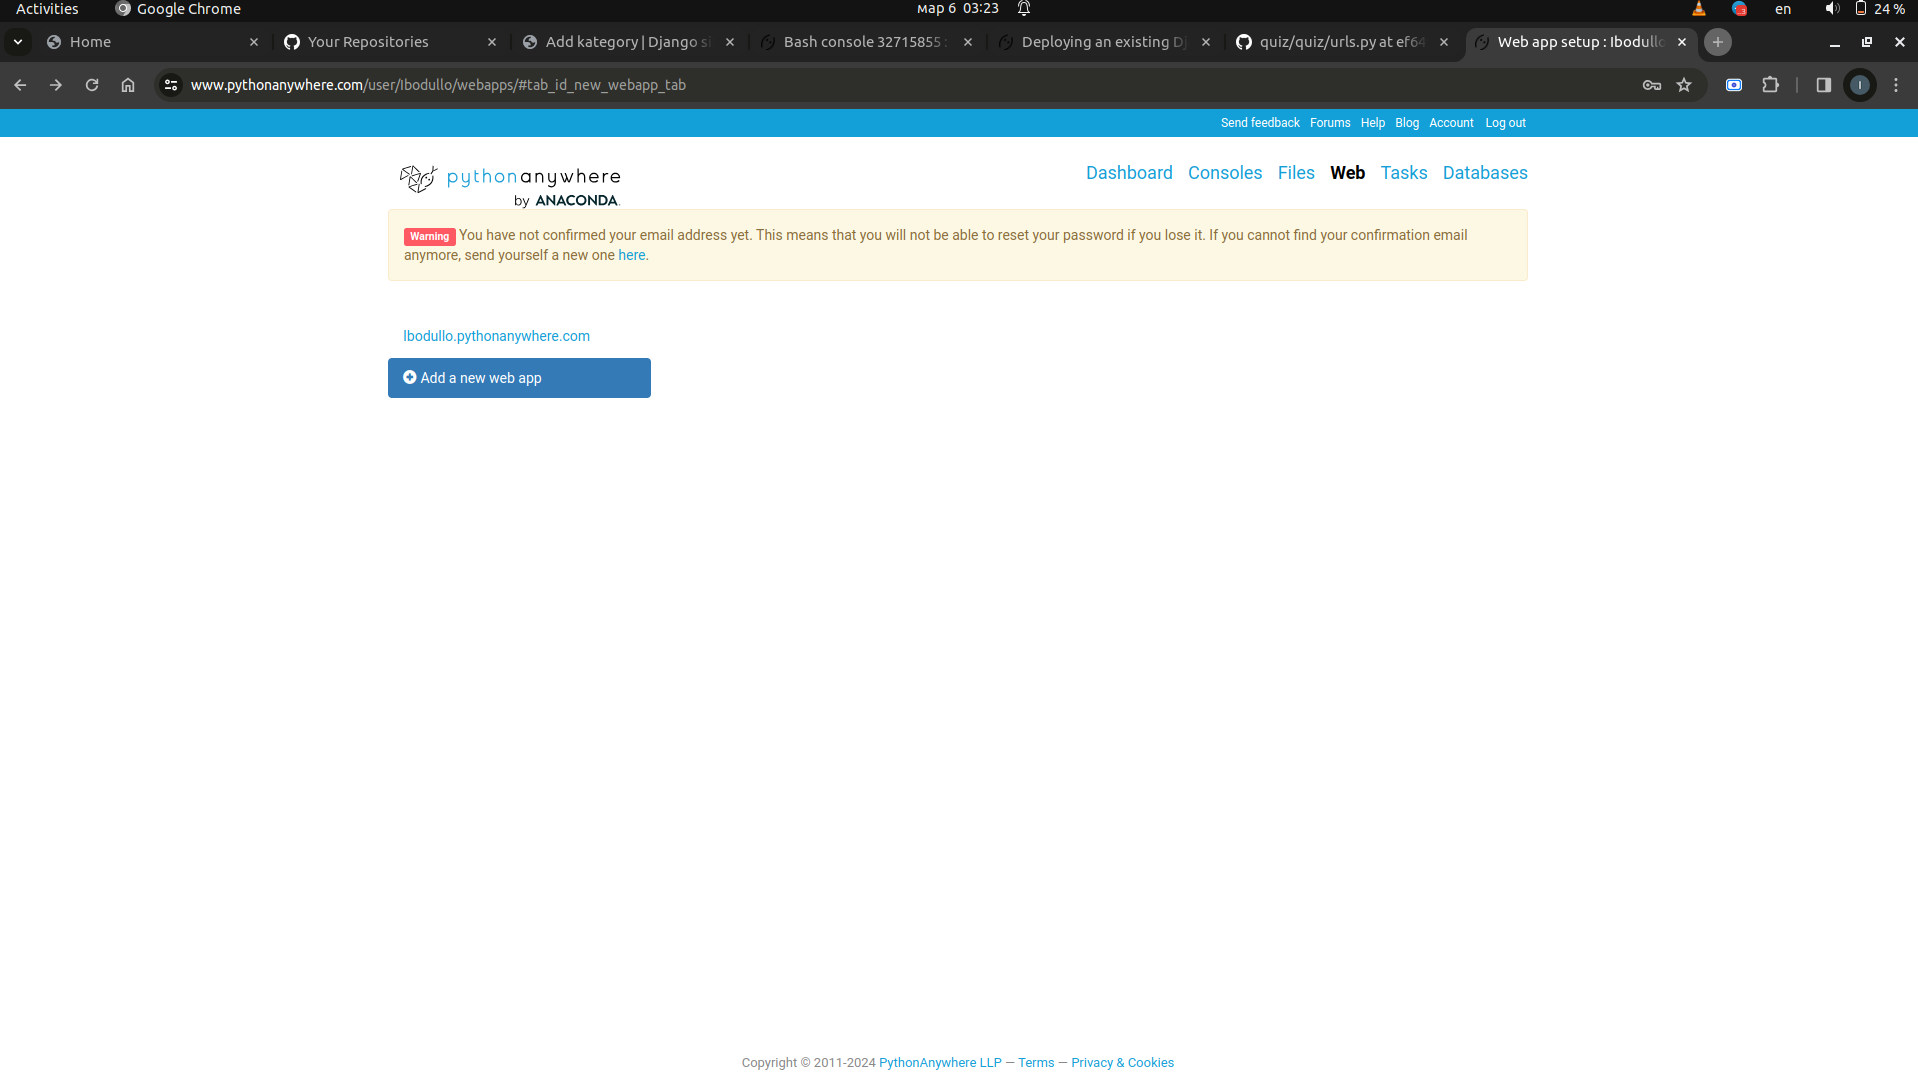 Activities
Google Chrome
мар 6 03:23
en
24 %
Home
Your Repositories
Add kategory | Django si
Bash console 32715855
Deploying an existing Dj
quiz/quiz/urls.py at ef64
Web app setup : Ibodullo
www.pythonanywhere.com/user/Ibodullo/webapps/#tab_id_new_webapp_tab
I
Send feedback Forums Help Blog Account Log out
pythonanywhere
by ANACONDA.
Dashboard Consoles Files Web Tasks Databases
Warning You have not confirmed your email address yet. This means that you will not be able to reset your password if you lose it. If you cannot find your confirmation email
anymore, send yourself a new one here.
Ibodullo.pythonanywhere.com
Add a new web app
Copyright © 2011-2024 PythonAnywhere LLP — Terms — Privacy & Cookies